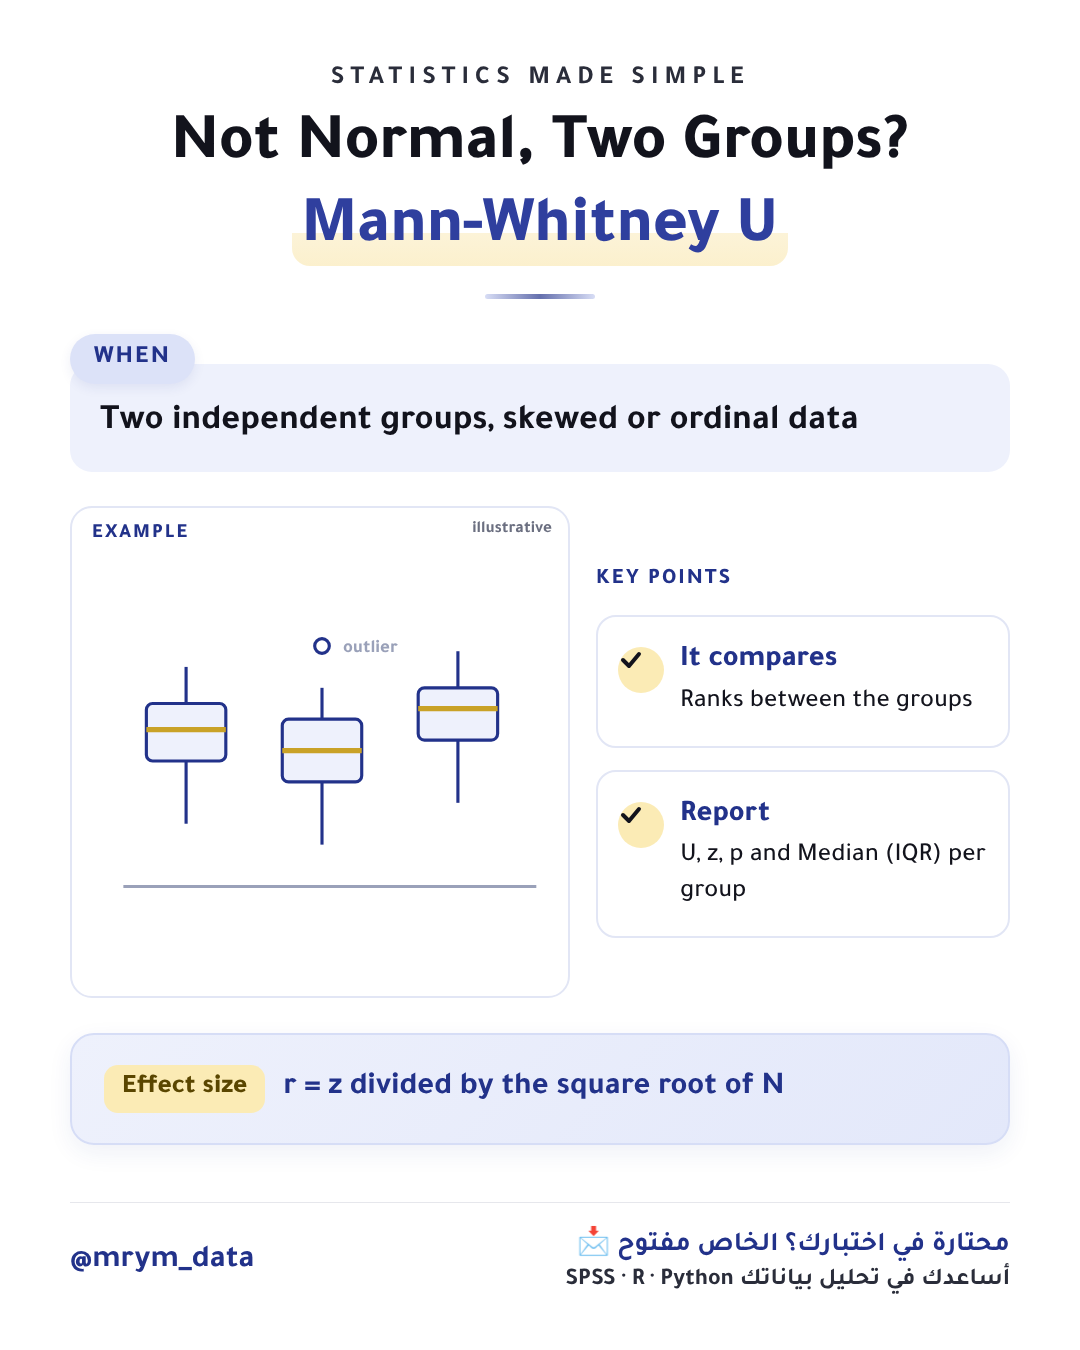 STATISTICS MADE SIMPLE
Not Normal, Two Groups?
Mann-Whitney U
WHEN
Two independent groups, skewed or ordinal data
EXAMPLE
illustrative
outlier
KEY POINTS
It compares
Ranks between the groups
Report
U, z, p and Median (IQR) per
group
Effect size
r = z divided by the square root of N
@mrym_data
محتارة في اختبارك؟ الخاص مفتوح 📩
أساعدك في تحليل بياناتك SPSS · R · Python